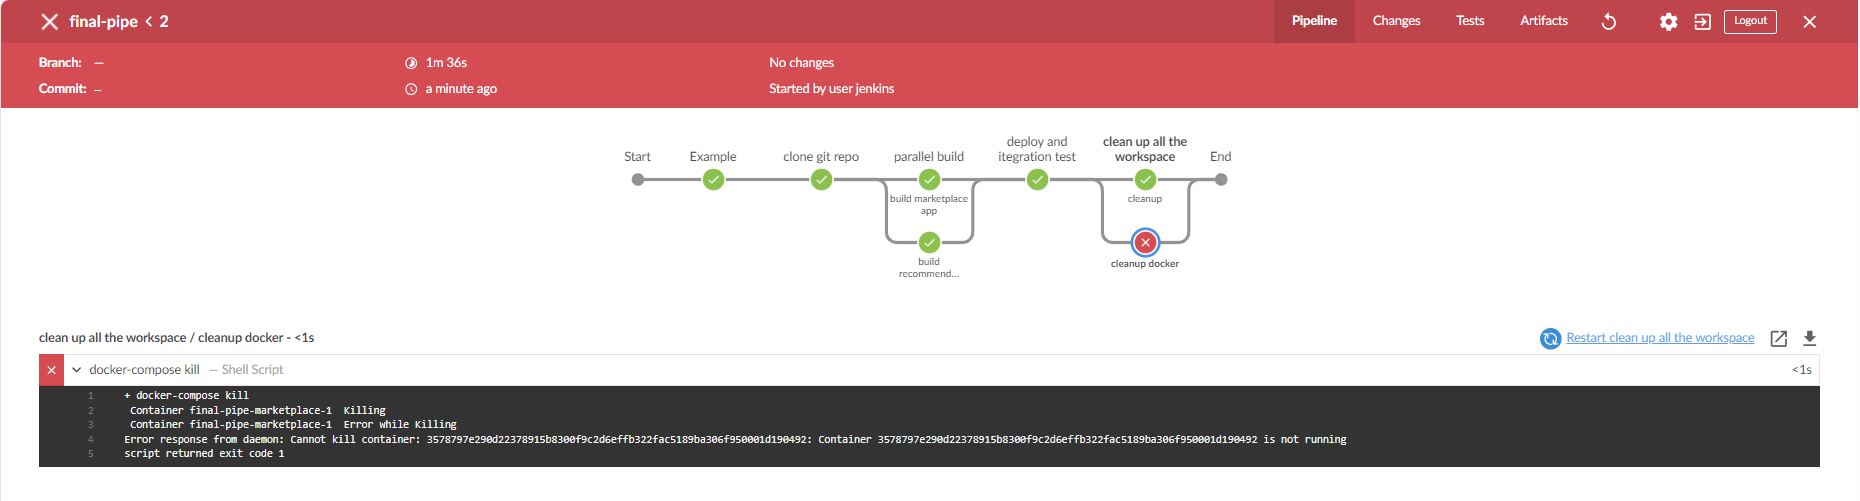 final-pipe < 2
Pipeline
Changes
Tests
Artifacts
Logout
Branch: —
1m 36s
No changes
Commit: —
a minute ago
Started by user jenkins
Start
Example
clone git repo
parallel build
deploy and
itegration test
clean up all the
workspace
End
build marketplace
app
cleanup
build
recommend...
cleanup docker
clean up all the workspace / cleanup docker - <1s
Restart clean up all the workspace
docker-compose kill — Shell Script
<1s
1 + docker-compose kill
2 Container final-pipe-marketplace-1 Killing
3 Container final-pipe-marketplace-1 Error while Killing
4 Error response from daemon: Cannot kill container: 3578797e290d22378915b8300f9c2d6effb322fac5189ba306f950001d190492: Container 3578797e290d22378915b8300f9c2d6effb322fac5189ba306f950001d190492 is not running
5 script returned exit code 1